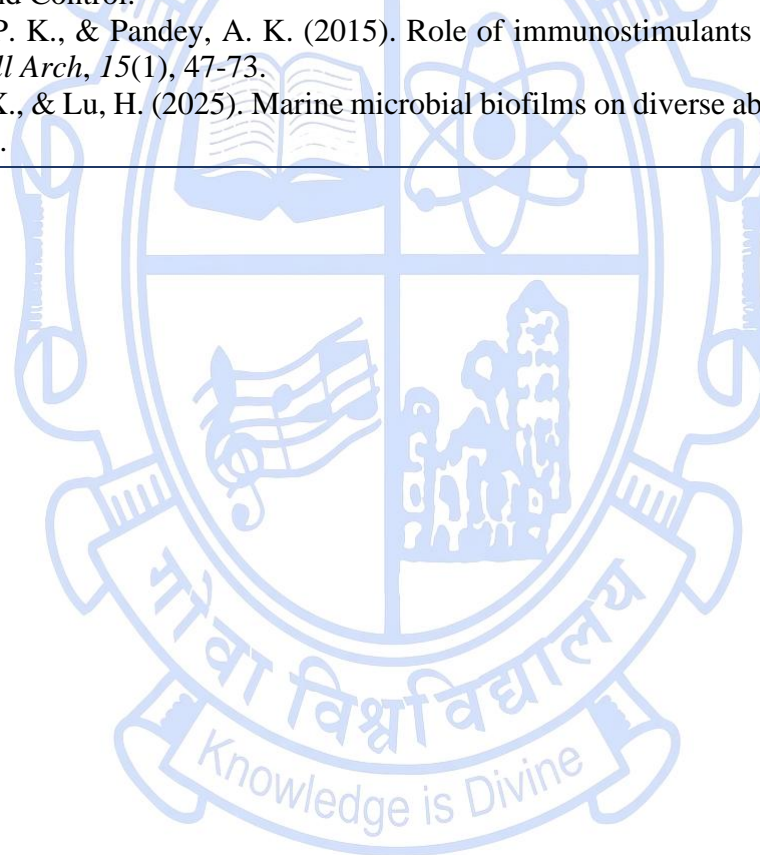 nd Control.
P. K., & Pandey, A. K. (2015). Role of immunostimulants
ll Arch, 15(1), 47-73.
K., & Lu, H. (2025). Marine microbial biofilms on diverse ab
.
गोंवा विश्वविद्यालय
Knowledge is Divine